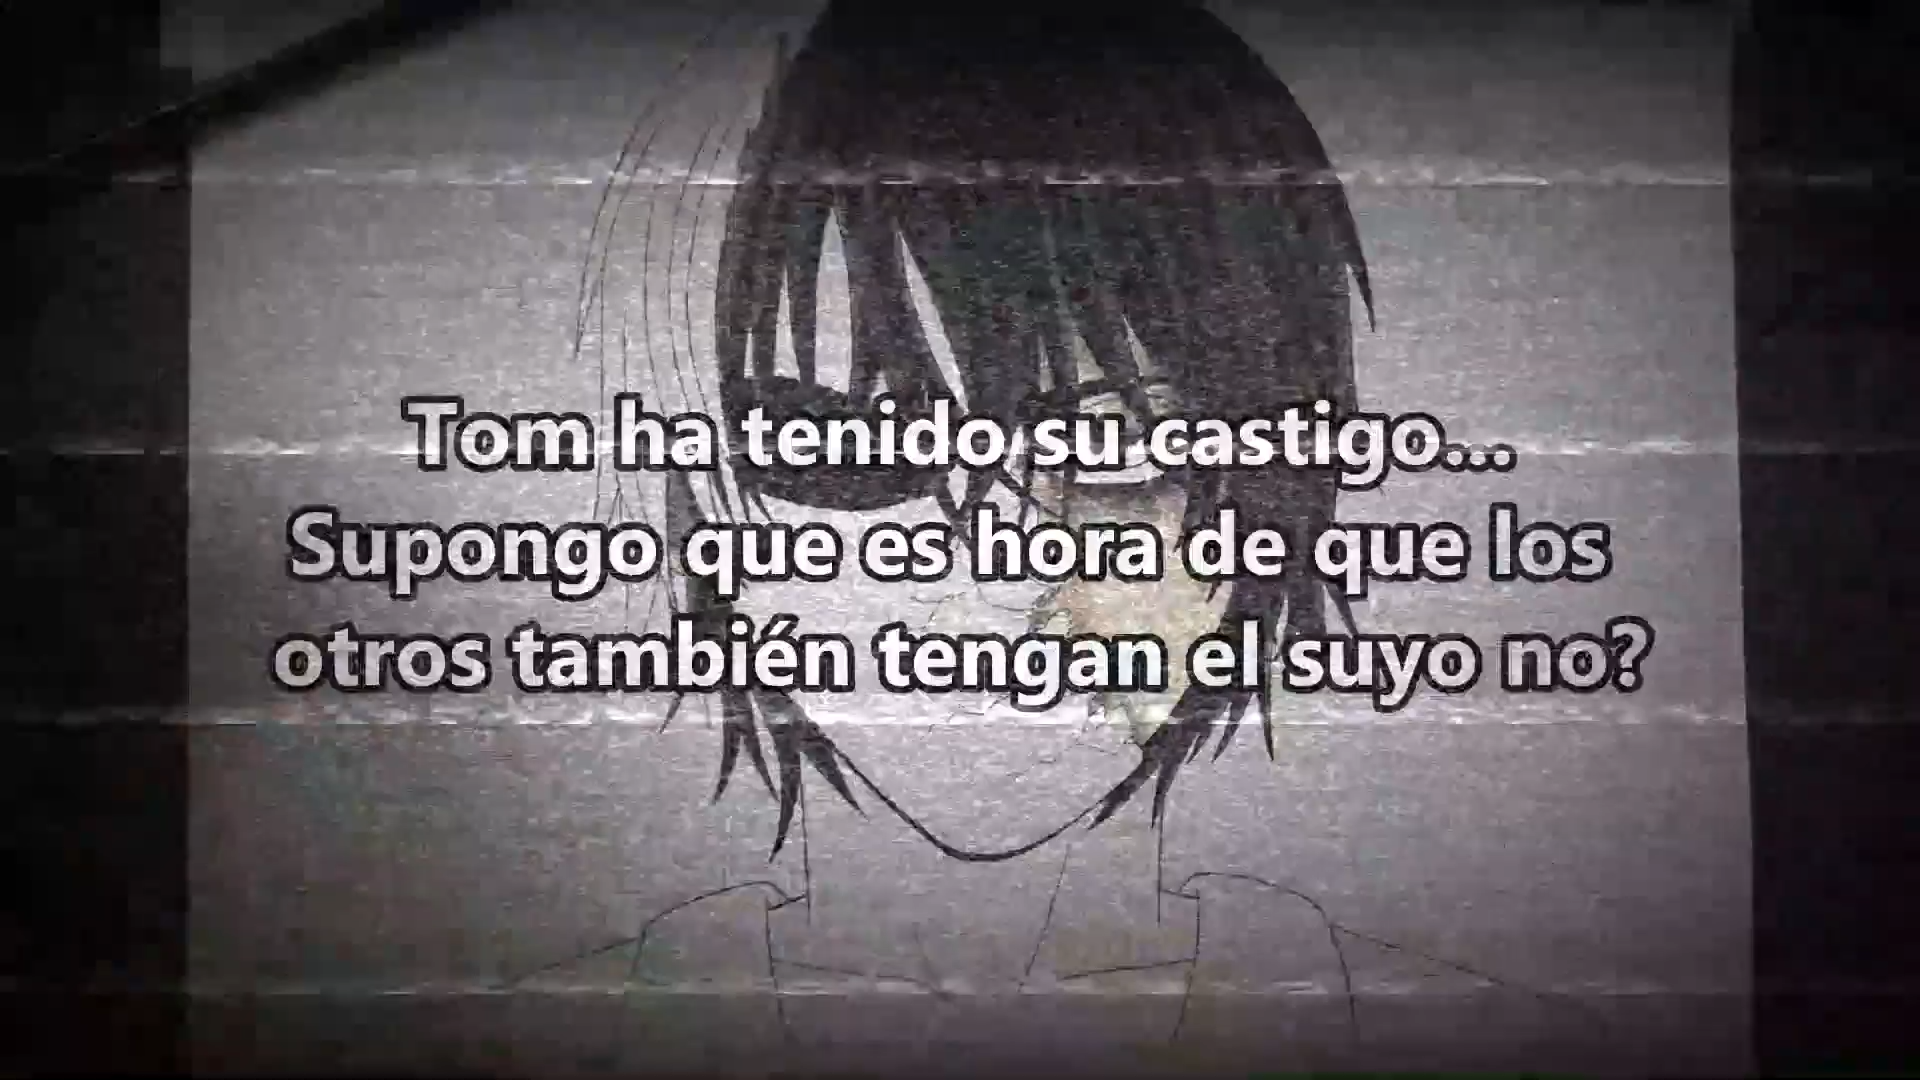 Tom ha tenido su castigo...
Supongo que es hora de que los
otros también tengan el suyo no?